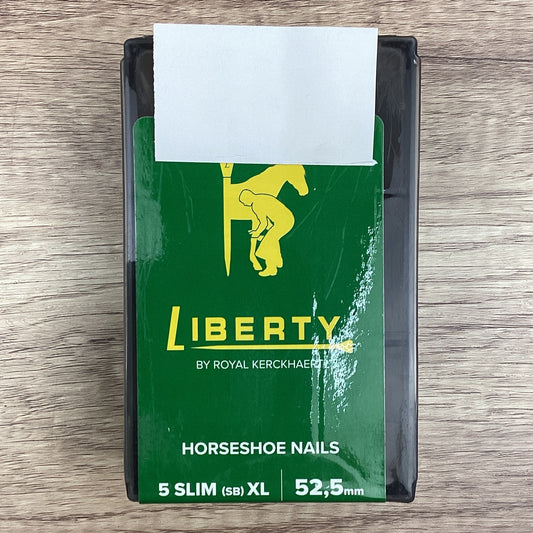 L
LIBERTY
BY ROYAL KERCKHAERT
HORSESHOE NAILS
5 SLIM (SB) XL | 52,5mm